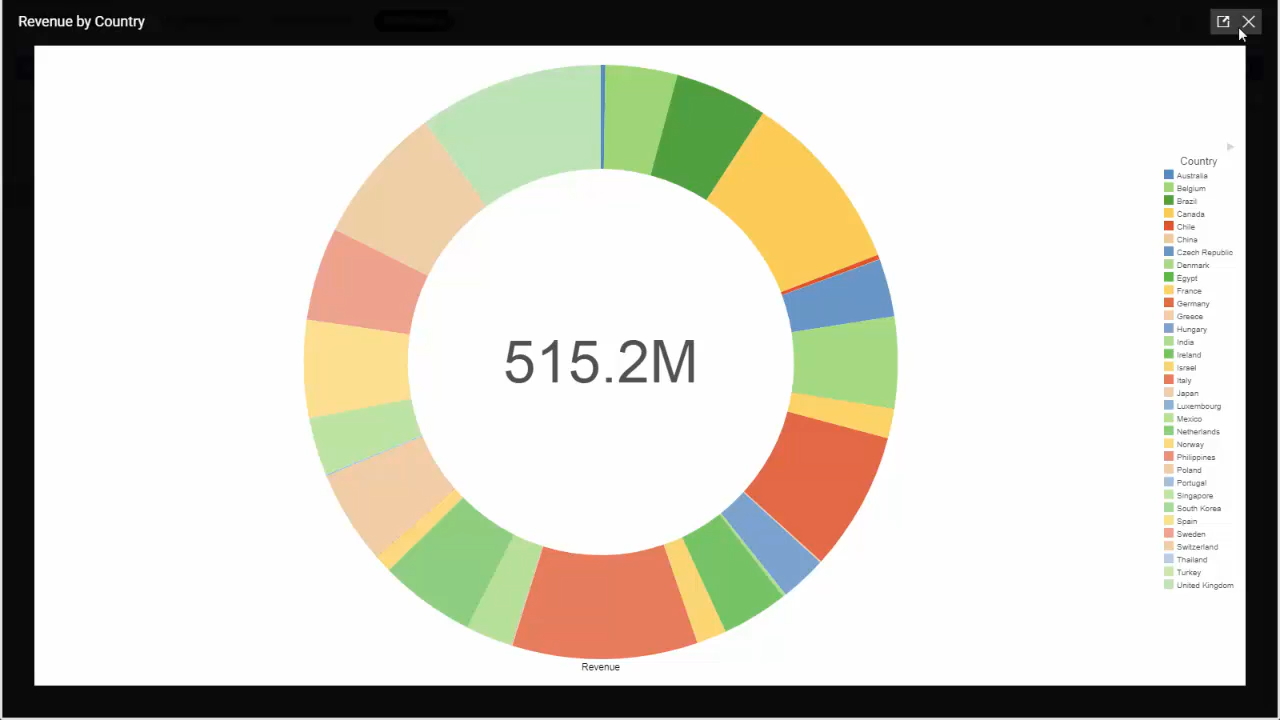 Revenue by Country
515.2M
Revenue
Country
Australia
Belgium
Brazil
Canada
Chile
China
Czech Republic
Denmark
Egypt
France
Germany
Greece
Hungary
India
Ireland
Israel
Italy
Japan
Luxembourg
Mexico
Netherlands
Norway
Philippines
Poland
Portugal
Singapore
South Korea
Spain
Sweden
Switzerland
Thailand
Turkey
United Kingdom